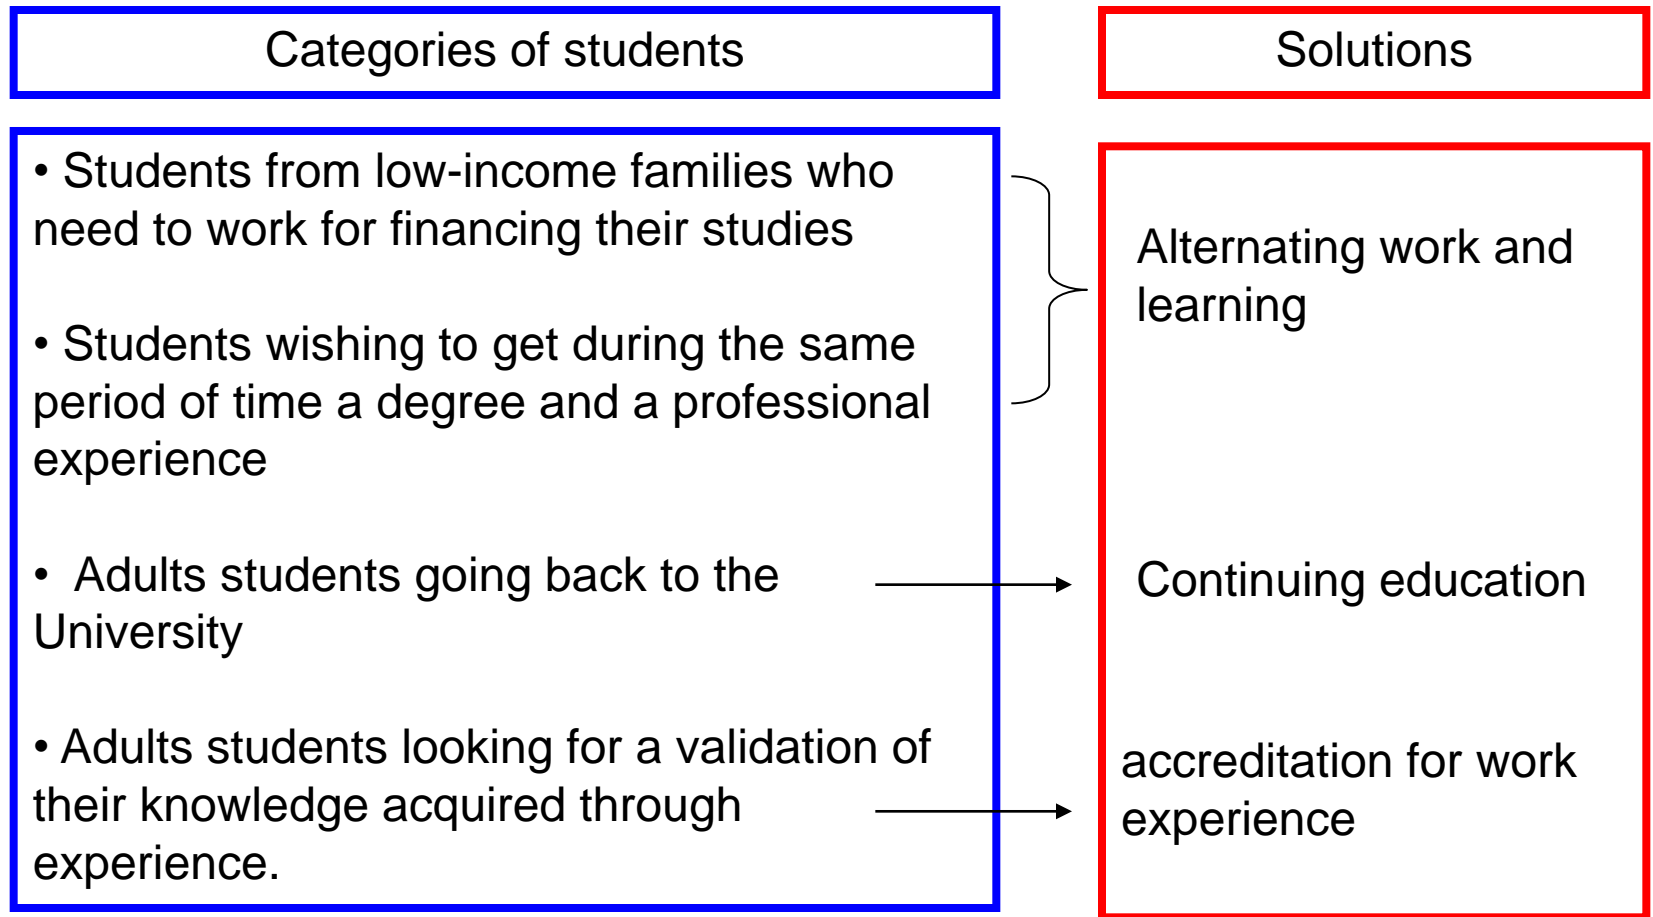 Categories of students
Solutions
• Students from low-income families who
need to work for financing their studies
• Students wishing to get during the same
period of time a degree and a professional
experience
• Adults students going back to the
University
• Adults students looking for a validation of
their knowledge acquired through
experience.
Alternating work and
learning
Continuing education
accreditation for work
experience